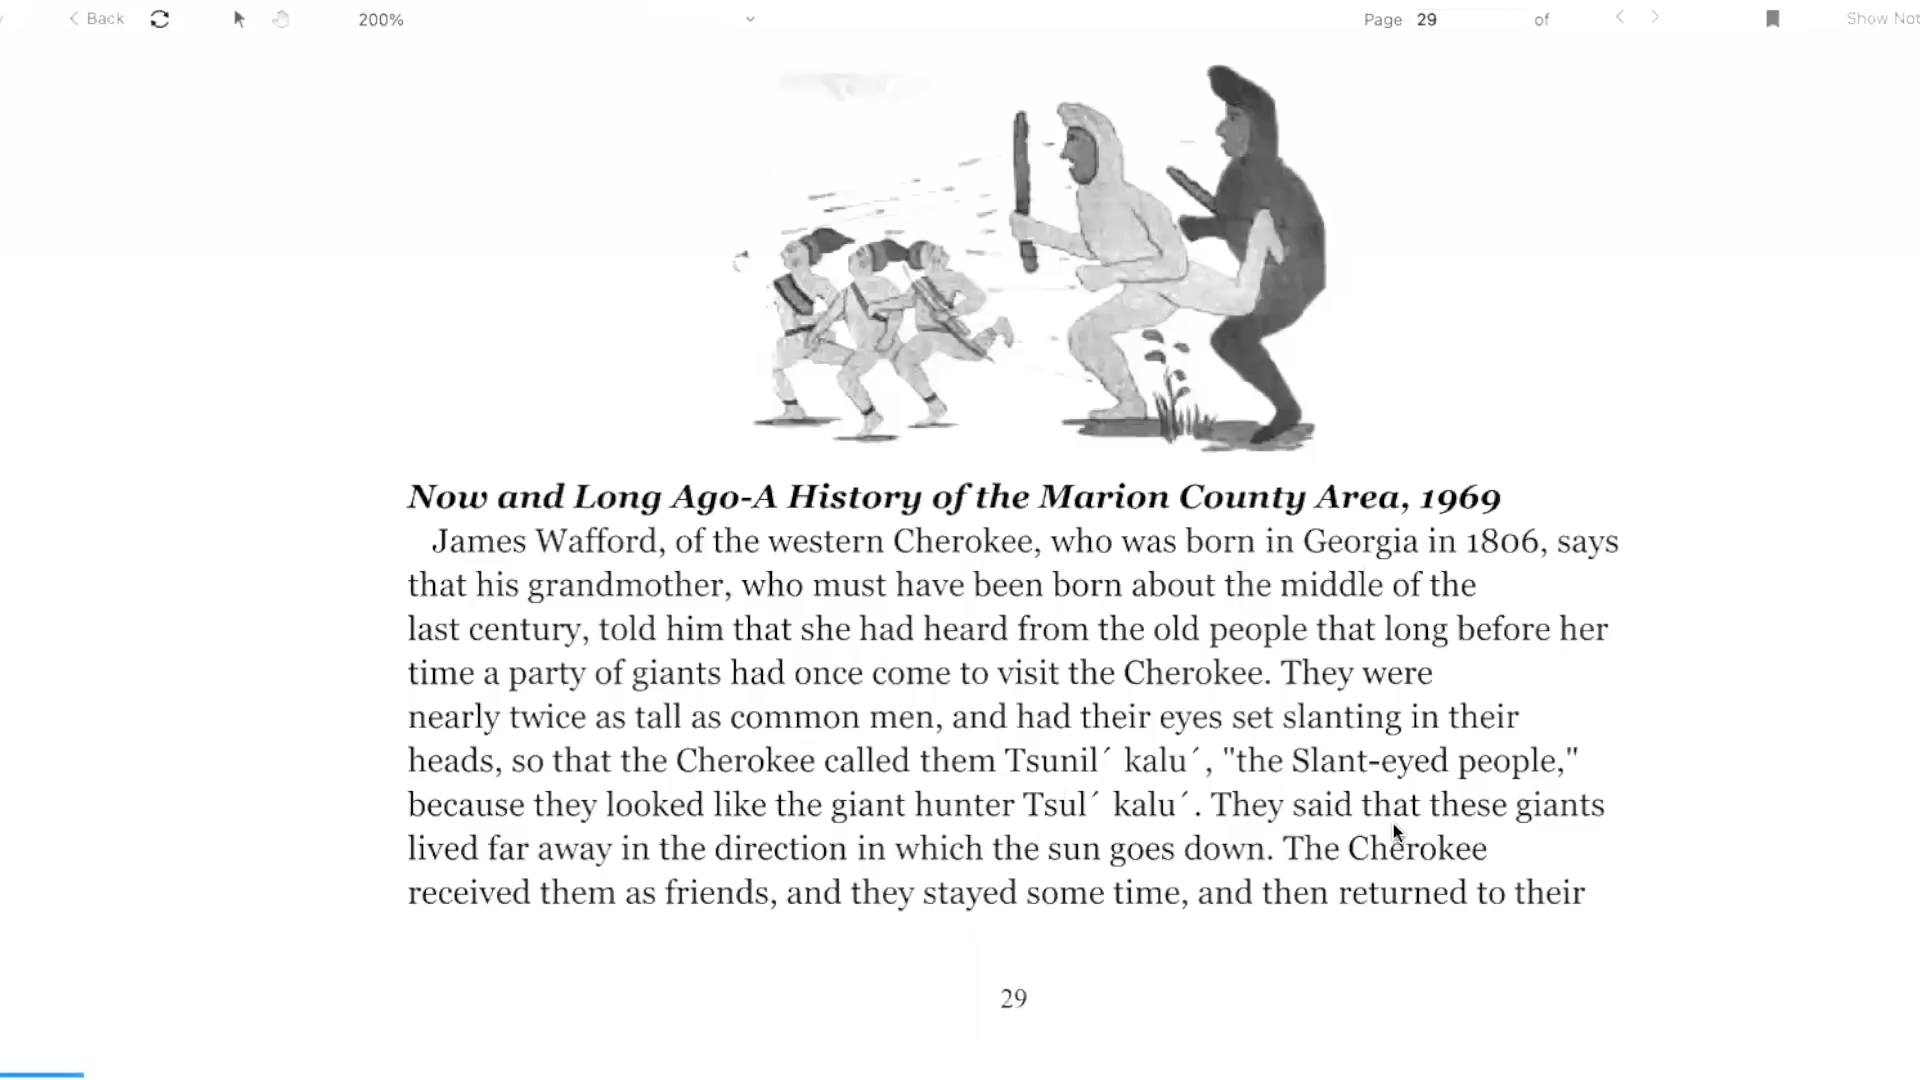 Back
200%
Page 29 of
Show Not
Now and Long Ago-A History of the Marion County Area, 1969
James Wafford, of the western Cherokee, who was born in Georgia in 1806, says
that his grandmother, who must have been born about the middle of the
last century, told him that she had heard from the old people that long before her
time a party of giants had once come to visit the Cherokee. They were
nearly twice as tall as common men, and had their eyes set slanting in their
heads, so that the Cherokee called them Tsunil´ kalu´, "the Slant-eyed people,"
because they looked like the giant hunter Tsul´ kalu´. They said that these giants
lived far away in the direction in which the sun goes down. The Cherokee
received them as friends, and they stayed some time, and then returned to their
29